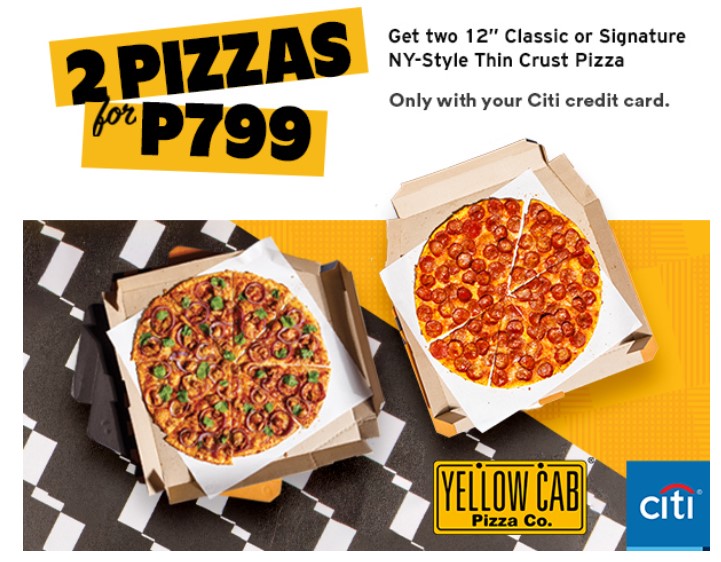 2 PIZZAS
for P799
Get two 12” Classic or Signature
NY-Style Thin Crust Pizza
Only with your Citi credit card.
YELLOW CAB®
Pizza Co.
citi®